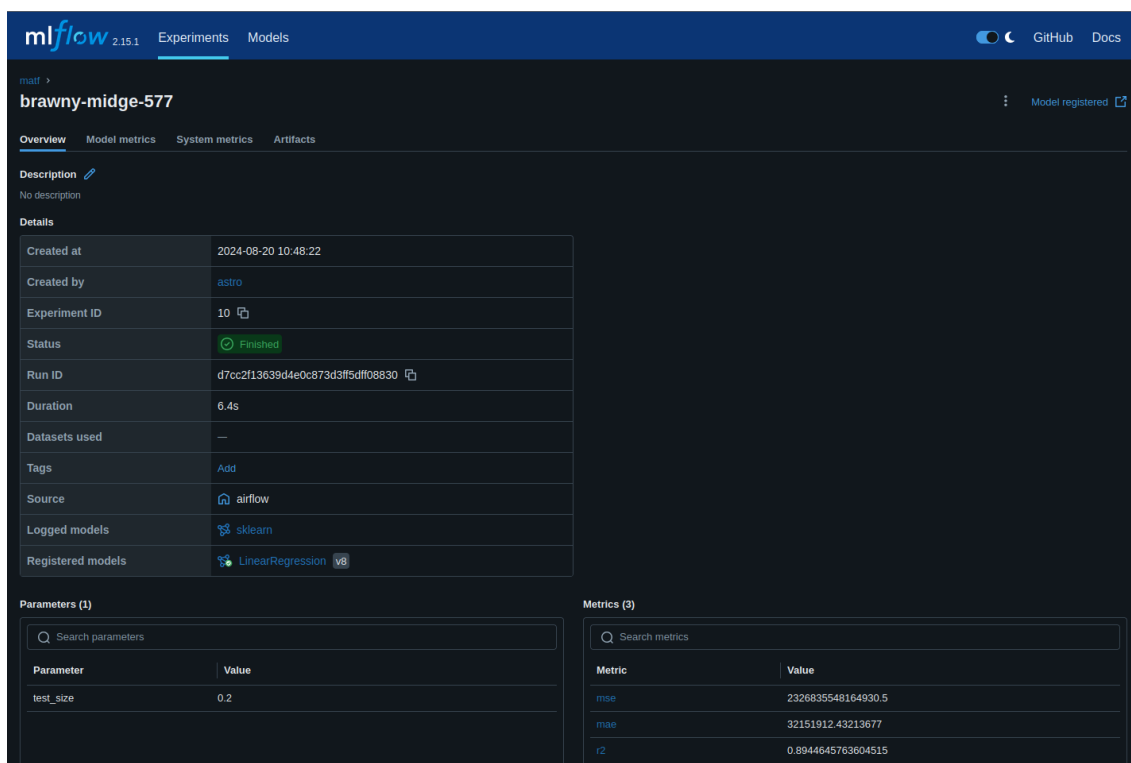 mlflow 2.15.1 Experiments Models GitHub Docs
matf >
brawny-midge-577
Model registered
Overview Model metrics System metrics Artifacts
Description
No description
Details
Created at 2024-08-20 10:48:22
Created by astro
Experiment ID 10
Status Finished
Run ID d7cc2f13639d4e0c873d3ff5dff08830
Duration 6.4s
Datasets used —
Tags Add
Source airflow
Logged models sklearn
Registered models LinearRegression v8
Parameters (1)
Search parameters
Parameter Value
test_size 0.2
Metrics (3)
Search metrics
Metric Value
mse 2326835548164930.5
mae 32151912.43213677
r2 0.8944645763604515